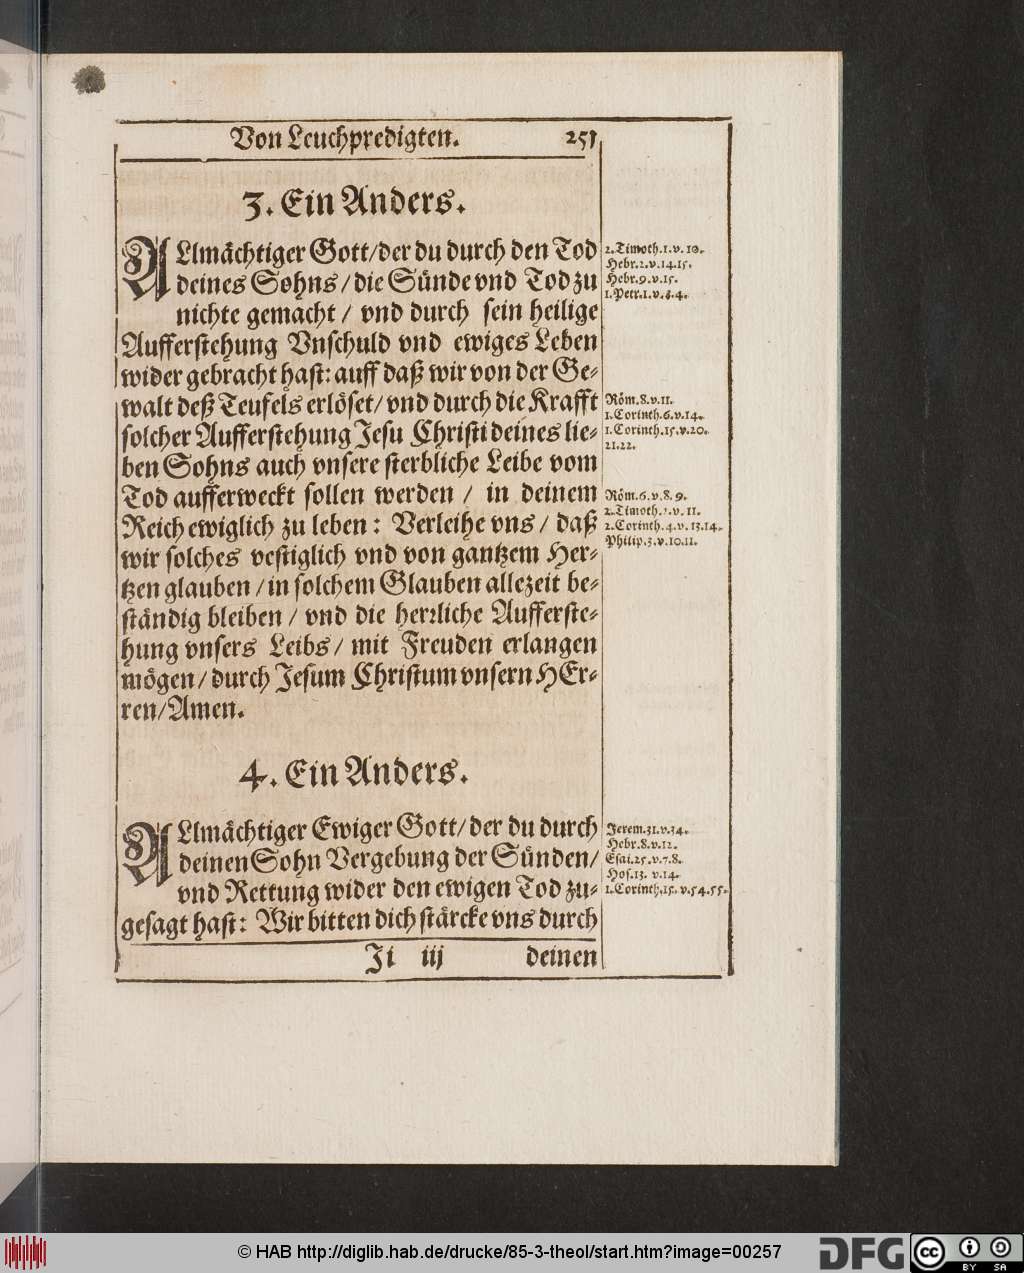 Von Leuchpredigten. 251
3. Ein Anders.
ALlmächtiger Gott/der du durch den Tod
deines Sohns/die Sünde vnd Tod zu
nichte gemacht / vnd durch sein heilige
Aufferstehung Vnschuld vnd ewiges Leben
wider gebracht hast: auff daß wir von der Ge-
walt deß Teufels erlöset/ vnd durch die Krafft
solcher Aufferstehung Jesu Christi deines lie-
ben Sohns auch vnsere sterbliche Leibe vom
Tod aufferweckt sollen werden / in deinem
Reich ewiglich zu leben: Verleihe vns / daß
wir solches vestiglich vnd von gantzem Her-
tzen glauben / in solchem Glauben allezeit be-
ständig bleiben / vnd die herrliche Aufferste-
hung vnsers Leibs/ mit Freuden erlangen
mögen / durch Jesum Christum vnsern HEr-
ren/Amen.
2. Timoth. 1. v. 10.
Hebr. 2. v. 14. 15.
Hebr. 9. v. 15.
1. Petr. 1. v. 3. 4.
Röm. 8. v. 11.
1. Corinth. 6. v. 14.
1. Corinth. 15. v. 20.
21. 22.
Röm. 6. v. 8. 9.
2. Timoth. 2. v. 11.
2. Corinth. 4. v. 13. 14.
Philip. 3. v. 10. 11.
4. Ein Anders.
ALlmächtiger Ewiger Gott/ der du durch
deinen Sohn Vergebung der Sünden/
vnd Rettung wider den ewigen Tod zu-
gesagt hast: Wir bitten dich stärcke vns durch
Jerem. 31. v. 34.
Hebr. 8. v. 12.
Esai. 25. v. 7. 8.
Hos. 13. v. 14.
1. Corinth. 15. v. 54. 55.
Ji iij deinen
© HAB http://diglib.hab.de/drucke/85-3-theol/start.htm?image=00257
DFG
cc BY SA